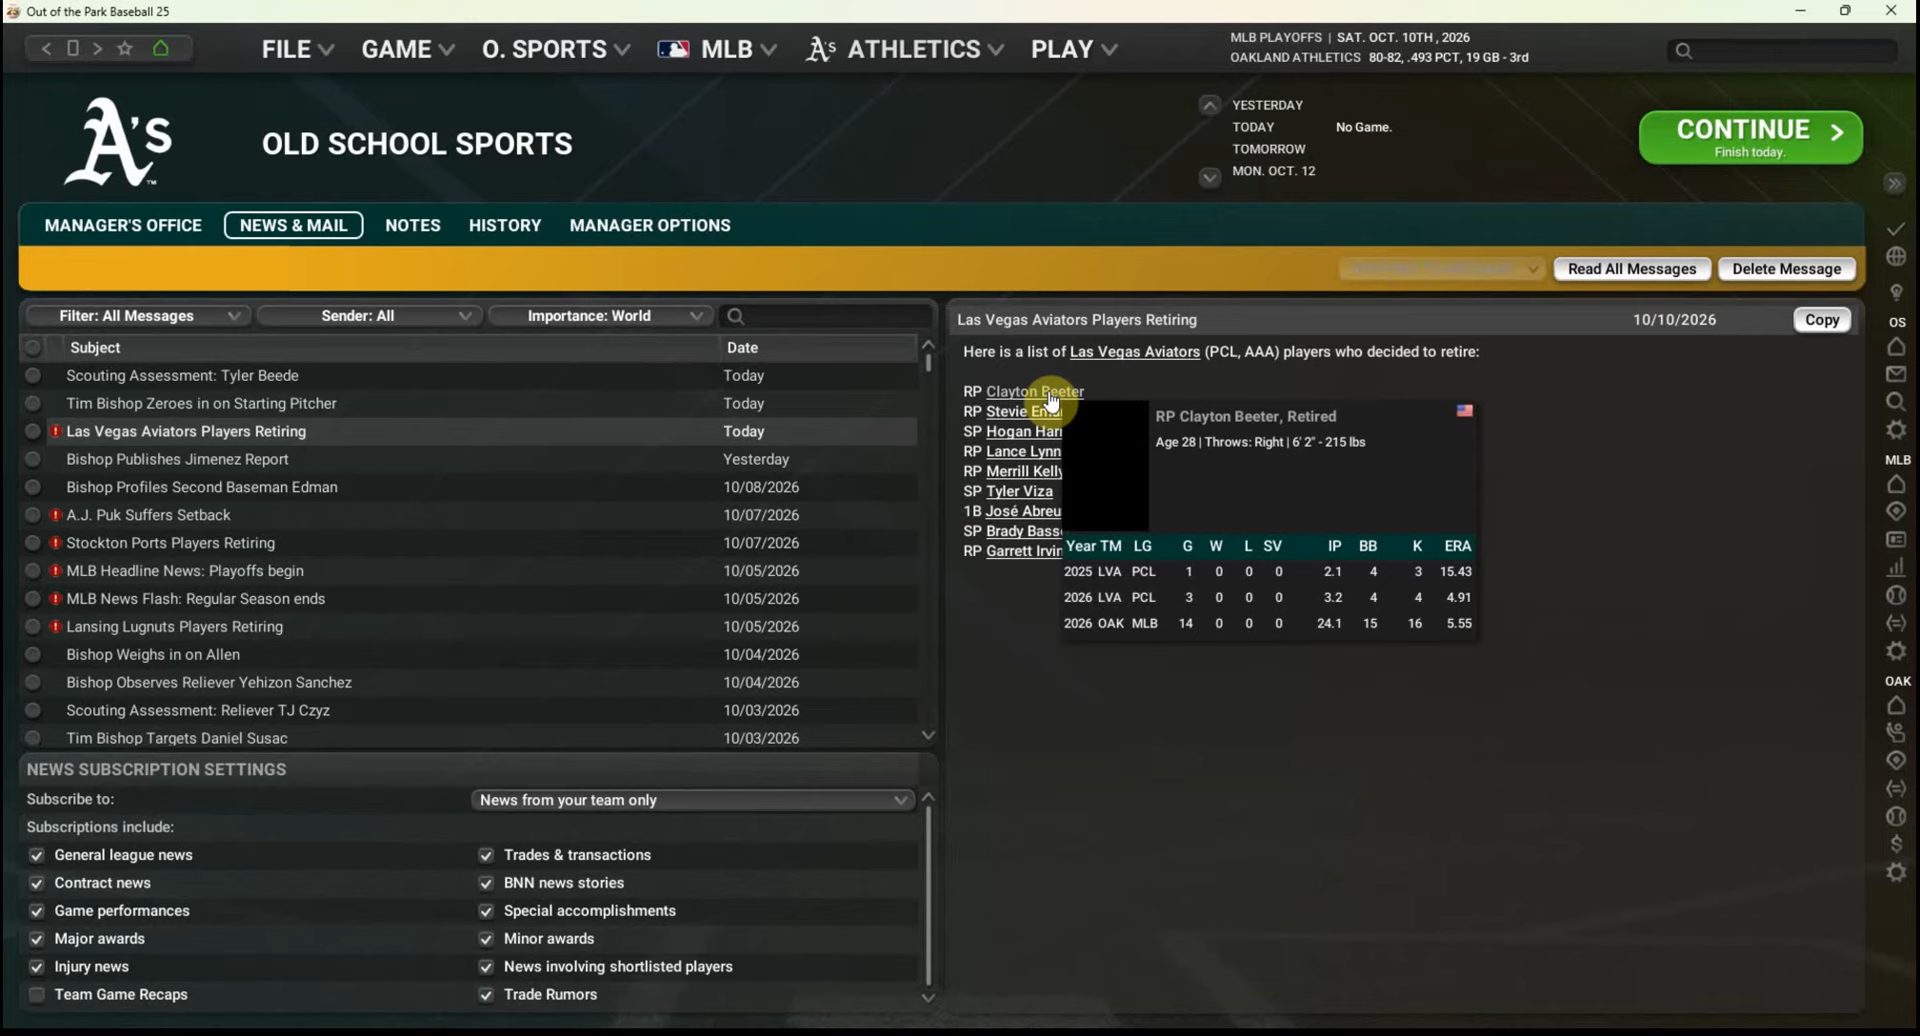 Out of the Park Baseball 25
FILE
GAME
O. SPORTS
MLB
A's ATHLETICS
PLAY
MLB PLAYOFFS | SAT. OCT. 10TH, 2026
OAKLAND ATHLETICS 80-82, .493 PCT, 19 GB - 3rd
A's
OLD SCHOOL SPORTS
YESTERDAY
TODAY No Game.
TOMORROW
MON. OCT. 12
CONTINUE
Finish today.
MANAGER'S OFFICE
NEWS & MAIL
NOTES
HISTORY
MANAGER OPTIONS
Read All Messages
Delete Message
Filter: All Messages
Sender: All
Importance: World
Subject Date
Scouting Assessment: Tyler Beede Today
Tim Bishop Zeroes in on Starting Pitcher Today
Las Vegas Aviators Players Retiring Today
Bishop Publishes Jimenez Report Yesterday
Bishop Profiles Second Baseman Edman 10/08/2026
A.J. Puk Suffers Setback 10/07/2026
Stockton Ports Players Retiring 10/07/2026
MLB Headline News: Playoffs begin 10/05/2026
MLB News Flash: Regular Season ends 10/05/2026
Lansing Lugnuts Players Retiring 10/05/2026
Bishop Weighs in on Allen 10/04/2026
Bishop Observes Reliever Yehizon Sanchez 10/04/2026
Scouting Assessment: Reliever TJ Czyz 10/03/2026
Tim Bishop Targets Daniel Susac 10/03/2026
NEWS SUBSCRIPTION SETTINGS
Subscribe to: News from your team only
Subscriptions include:
General league news Trades & transactions
Contract news BNN news stories
Game performances Special accomplishments
Major awards Minor awards
Injury news News involving shortlisted players
Team Game Recaps Trade Rumors
Las Vegas Aviators Players Retiring 10/10/2026 Copy
Here is a list of Las Vegas Aviators (PCL, AAA) players who decided to retire:
RP Clayton Beeter
RP Stevie
SP Hogan
RP Lance Lynn
RP Merrill Kelly
SP Tyler Viza
1B José Abreu
SP Brady
RP Garrett
RP Clayton Beeter, Retired
Age 28 | Throws: Right | 6' 2" - 215 lbs
Year TM LG G W L SV IP BB K ERA
2025 LVA PCL 1 0 0 0 2.1 4 3 15.43
2026 LVA PCL 3 0 0 0 3.2 4 4 4.91
2026 OAK MLB 14 0 0 0 24.1 15 16 5.55
OS
MLB
OAK